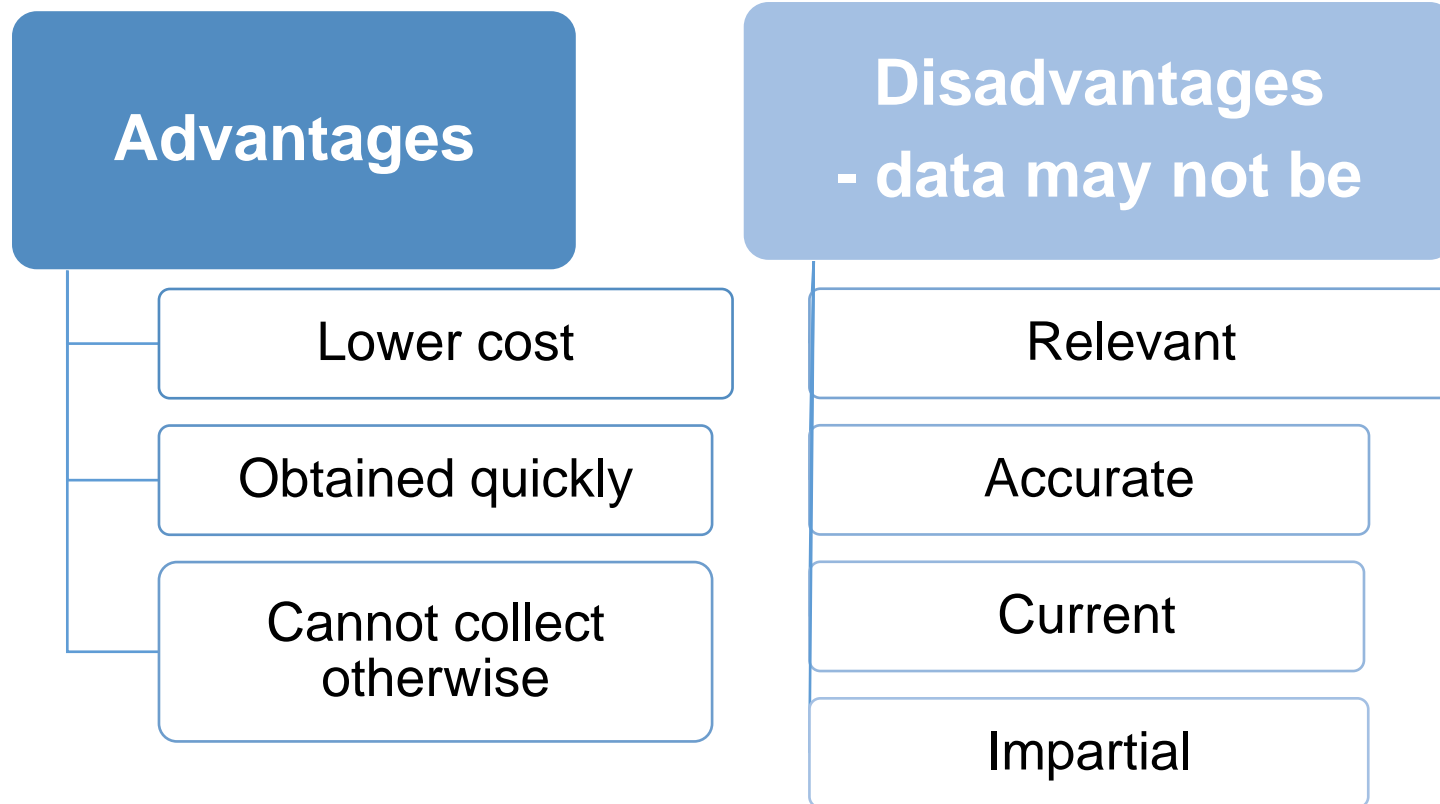 Advantages
Lower cost
Obtained quickly
Cannot collect
otherwise
Disadvantages
- data may not be
Relevant
Accurate
Current
Impartial